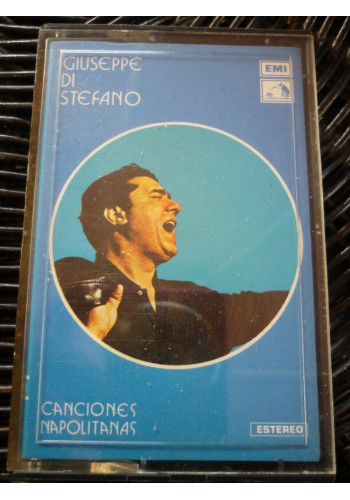 GIUSEPPE
DI
STEFANO
EMI
CANCIONES
NAPOLITANAS
ESTEREO